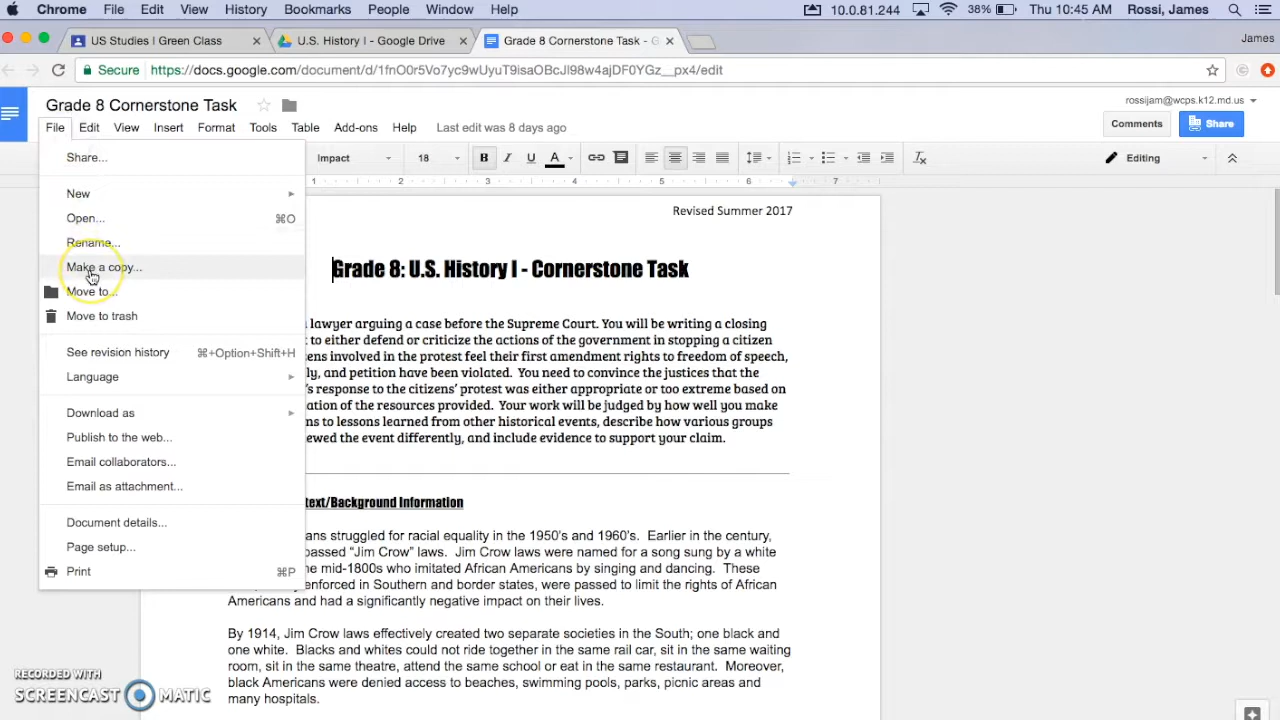 Chrome File Edit View History Bookmarks People Window Help 10.0.81.244 38% Thu 10:45 AM Rossi, James
US Studies I Green Class × U.S. History I - Google Drive × Grade 8 Cornerstone Task - G × James
Secure https://docs.google.com/document/d/1fnO0r5Vo7yc9wUyuT9isaOBcJl98w4ajDF0YGz__px4/edit
Grade 8 Cornerstone Task rossijam@wcps.k12.md.us
File Edit View Insert Format Tools Table Add-ons Help Last edit was 8 days ago Comments Share
Share... Impact 18 B I U A Editing
1 2 3 4 5 6 7
New
Open... ⌘O
Rename...
Make a copy...
Move to...
Move to trash
See revision history ⌘+Option+Shift+H
Language
Download as
Publish to the web...
Email collaborators...
Email as attachment...
Document details...
Page setup...
Print ⌘P
Revised Summer 2017
Grade 8: U.S. History I - Cornerstone Task
lawyer arguing a case before the Supreme Court. You will be writing a closing
to either defend or criticize the actions of the government in stopping a citizen
involved in the protest feel their first amendment rights to freedom of speech,
and petition have been violated. You need to convince the justices that the
response to the citizens' protest was either appropriate or too extreme based on
of the resources provided. Your work will be judged by how well you make
to lessons learned from other historical events, describe how various groups
the event differently, and include evidence to support your claim.
text/Background Information
ans struggled for racial equality in the 1950's and 1960's. Earlier in the century,
passed "Jim Crow" laws. Jim Crow laws were named for a song sung by a white
he mid-1800s who imitated African Americans by singing and dancing. These
enforced in Southern and border states, were passed to limit the rights of African
Americans and had a significantly negative impact on their lives.
By 1914, Jim Crow laws effectively created two separate societies in the South; one black and
one white. Blacks and whites could not ride together in the same rail car, sit in the same waiting
room, sit in the same theatre, attend the same school or eat in the same restaurant. Moreover,
black Americans were denied access to beaches, swimming pools, parks, picnic areas and
many hospitals.
RECORDED WITH
SCREENCAST MATIC